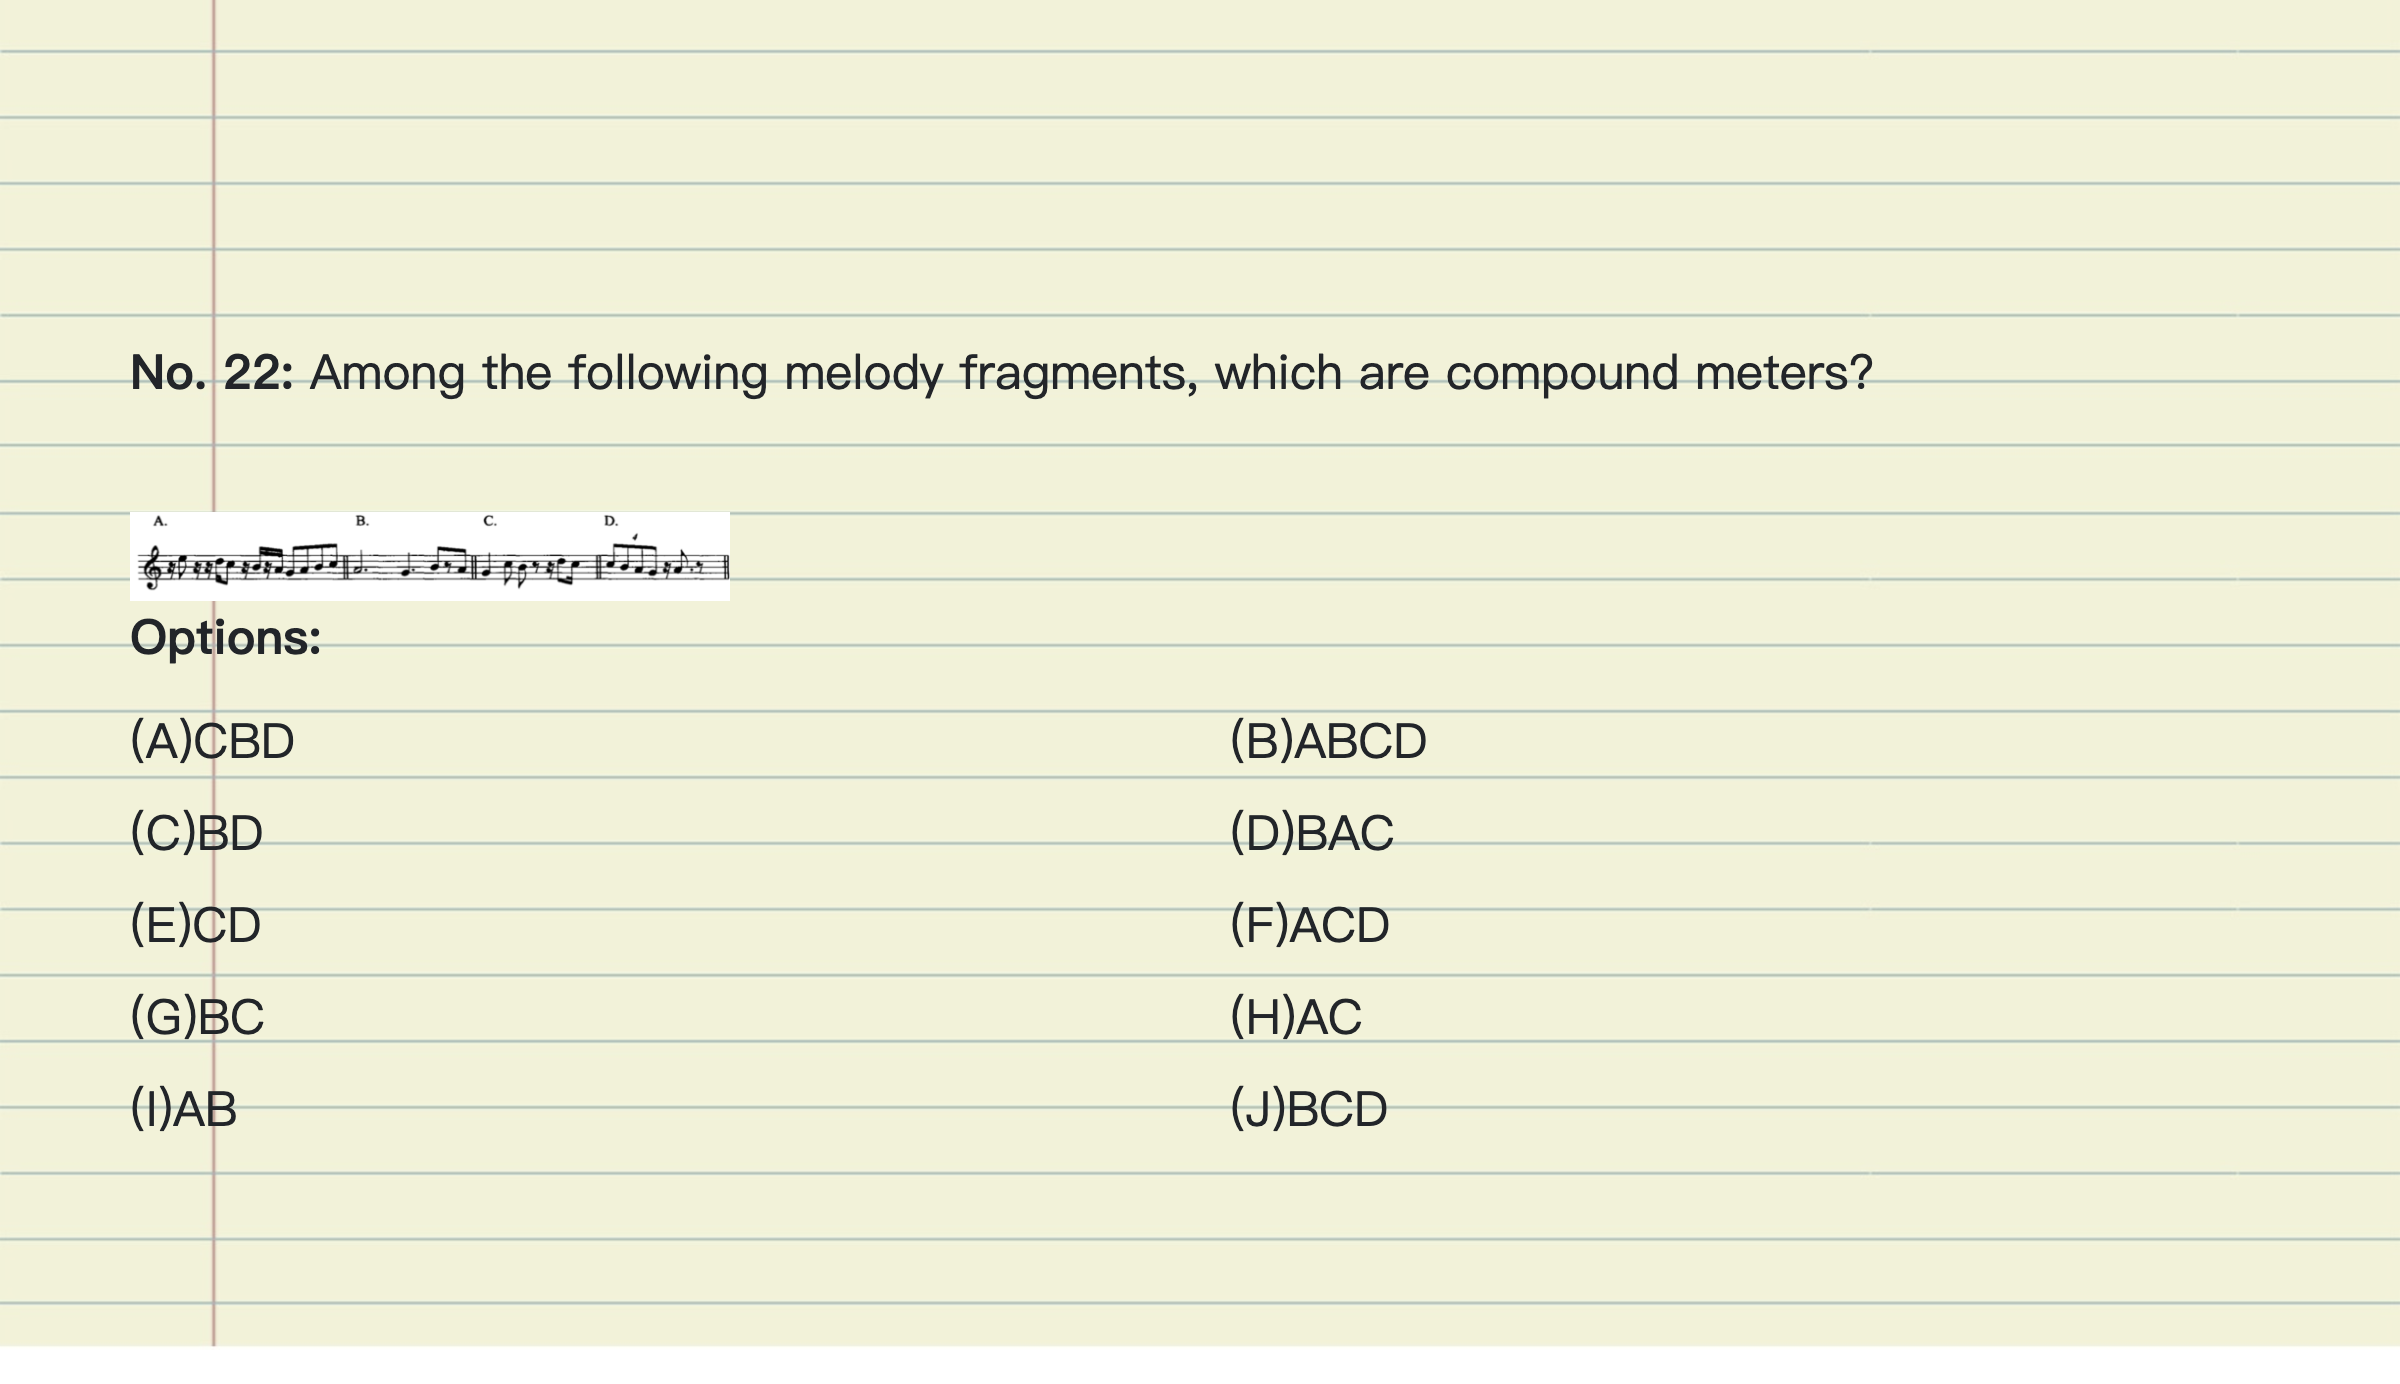 No. 22: Among the following melody fragments, which are compound meters?
A. B. C. D.
4
Options:
(A)CBD (B)ABCD
(C)BD (D)BAC
(E)CD (F)ACD
(G)BC (H)AC
(I)AB (J)BCD